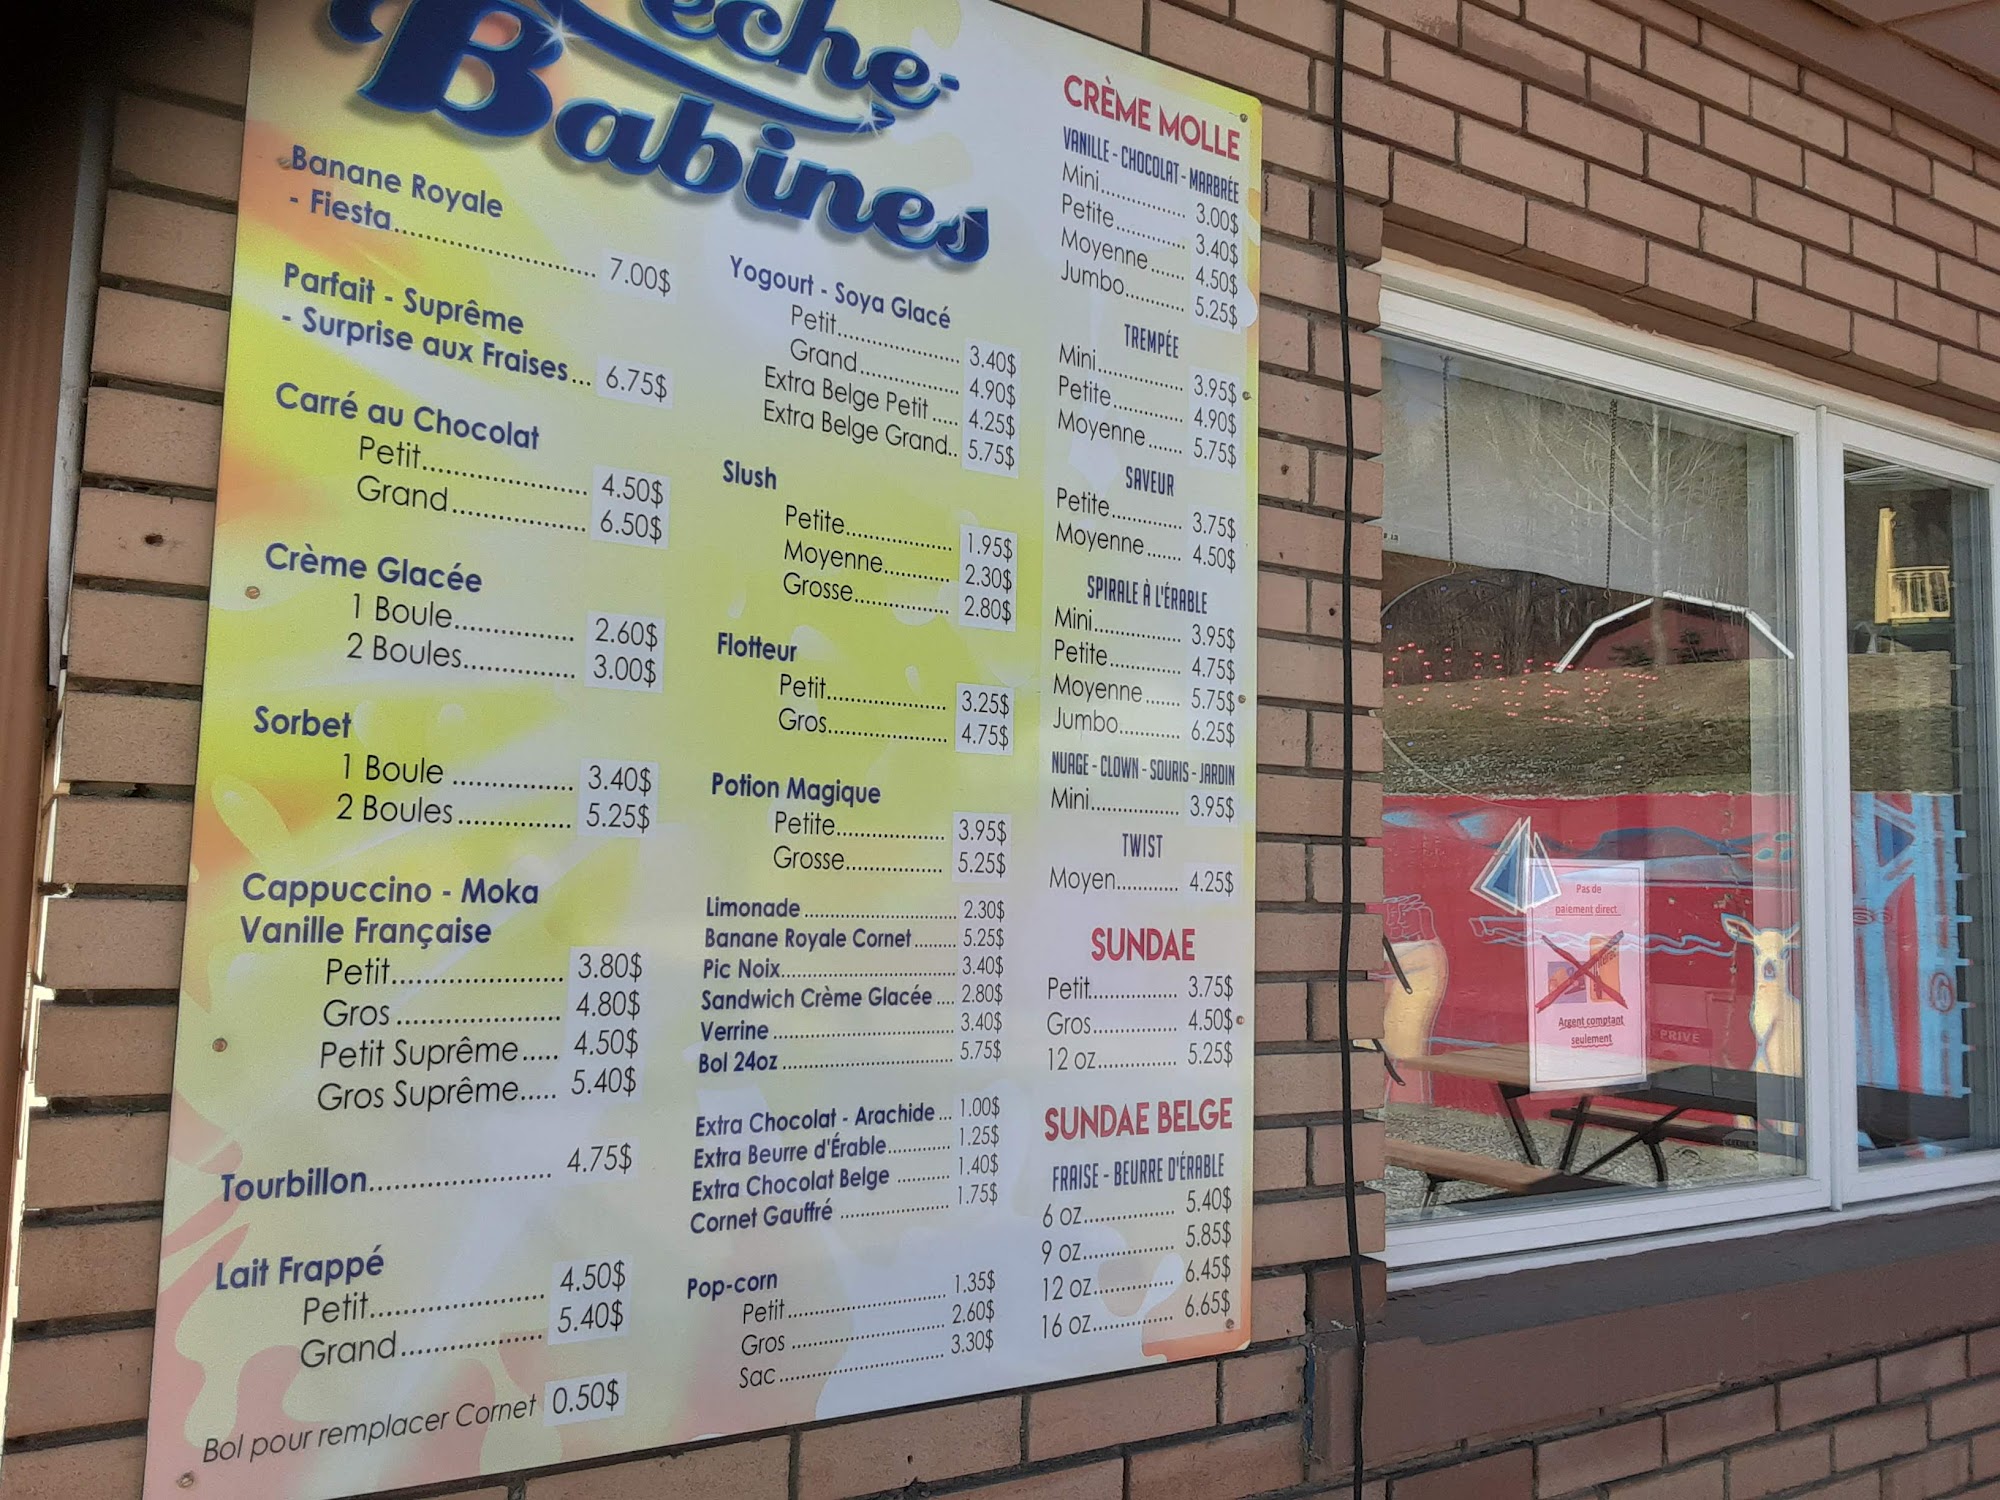 Lèche-
Babines
Banane Royale
- Fiesta.................... 7.00$
Parfait - Suprême
- Surprise aux Fraises... 6.75$
Carré au Chocolat
Petit.................. 4.50$
Grand.................. 6.50$
Crème Glacée
1 Boule............... 2.60$
2 Boules.............. 3.00$
Sorbet
1 Boule ............... 3.40$
2 Boules .............. 5.25$
Cappuccino - Moka
Vanille Française
Petit.................. 3.80$
Gros .................. 4.80$
Petit Suprême..... 4.50$
Gros Suprême..... 5.40$
Tourbillon...................... 4.75$
Lait Frappé
Petit.................... 4.50$
Grand................. 5.40$
Bol pour remplacer Cornet 0.50$
Yogourt - Soya Glacé
Petit.................. 3.40$
Grand............... 4.90$
Extra Belge Petit ..... 4.25$
Extra Belge Grand.. 5.75$
Slush
Petite................ 1.95$
Moyenne.......... 2.30$
Grosse.............. 2.80$
Flotteur
Petit.................. 3.25$
Gros.................. 4.75$
Potion Magique
Petite................ 3.95$
Grosse.............. 5.25$
Limonade ........................ 2.30$
Banane Royale Cornet......... 5.25$
Pic Noix............................ 3.40$
Sandwich Crème Glacée .... 2.80$
Verrine ............................. 3.40$
Bol 24oz ........................... 5.75$
Extra Chocolat - Arachide ... 1.00$
Extra Beurre d'Érable............. 1.25$
Extra Chocolat Belge ........... 1.40$
Cornet Gauffré .................. 1.75$
Pop-corn
Petit ........................ 1.35$
Gros ....................... 2.60$
Sac ......................... 3.30$
CRÈME MOLLE
VANILLE - CHOCOLAT - MARBRÉE
Mini............... 3.00$
Petite............. 3.40$
Moyenne....... 4.50$
Jumbo............ 5.25$
TREMPÉE
Mini............... 3.95$
Petite............. 4.90$
Moyenne....... 5.75$
SAVEUR
Petite............. 3.75$
Moyenne....... 4.50$
SPIRALE À L'ÉRABLE
Mini............... 3.95$
Petite............. 4.75$
Moyenne....... 5.75$
Jumbo............ 6.25$
NUAGE - CLOWN - SOURIS - JARDIN
Mini............... 3.95$
TWIST
Moyen............ 4.25$
SUNDAE
Petit............... 3.75$
Gros............... 4.50$
12 oz.............. 5.25$
SUNDAE BELGE
FRAISE - BEURRE D'ÉRABLE
6 oz................ 5.40$
9 oz................ 5.85$
12 oz.............. 6.45$
16 oz.............. 6.65$
OUVERT
Pas de
paiement direct
Argent comptant
seulement
PRIVÉ